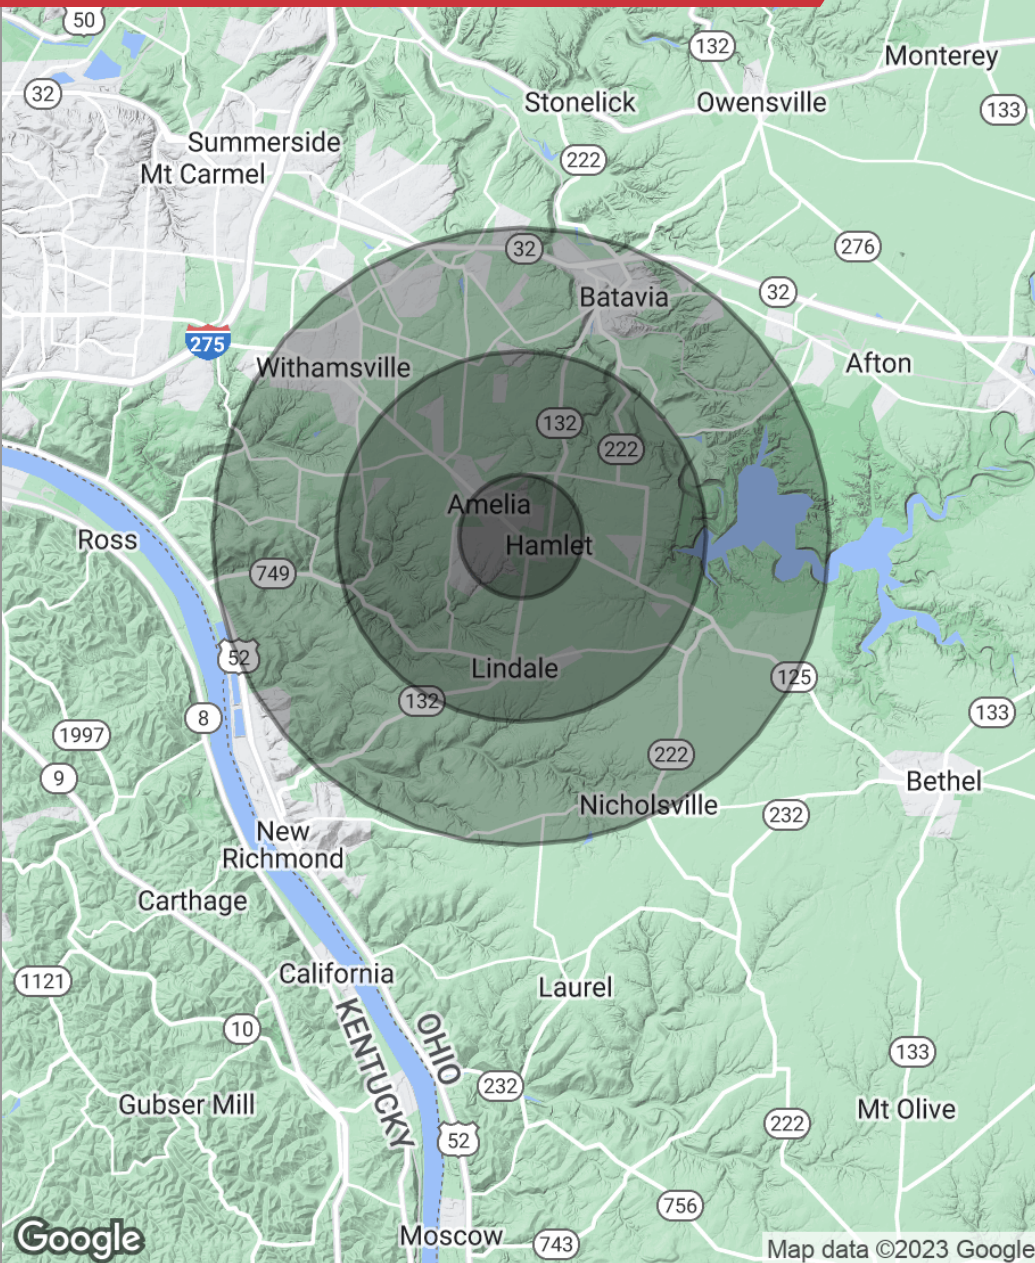 50
132
Monterey
32
Stonelick
Owensville
133
Summerside
222
Mt Carmel
32
276
Batavia
32
275
Withamsville
Afton
132
222
Amelia
Ross
Hamlet
749
52
Lindale
125
132
8
133
1997
222
9
Bethel
Nicholsville
232
New
Richmond
Carthage
California
1121
Laurel
KENTUCKY
OHIO
10
133
232
Gubser Mill
Mt Olive
222
52
756
Moscow
743
Google
Map data ©2023 Google